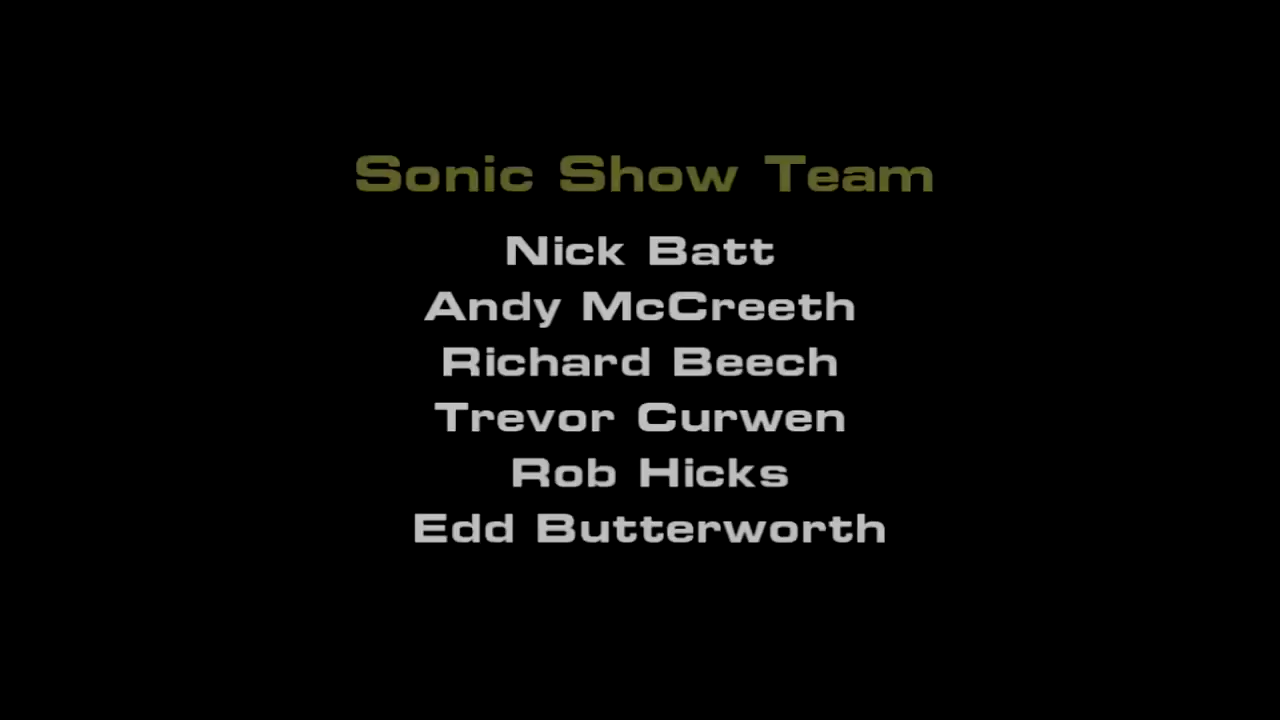 Sonic Show Team
Nick Batt
Andy McCreeth
Richard Beech
Trevor Curwen
Rob Hicks
Edd Butterworth